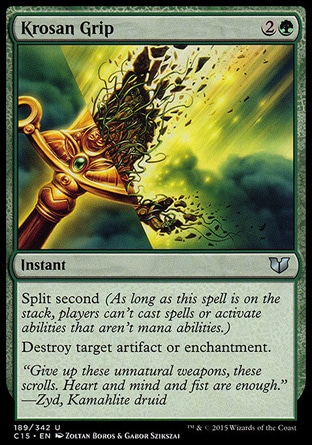 Krosan Grip 2
Instant
Split second (As long as this spell is on the
stack, players can't cast spells or activate
abilities that aren't mana abilities.)
Destroy target artifact or enchantment.
"Give up these unnatural weapons, these
scrolls. Heart and mind and fist are enough."
—Zyd, Kamahlite druid
189/342 U
C15 • EN Zoltan Boros & Gabor Szikszai
™ & © 2015 Wizards of the Coast